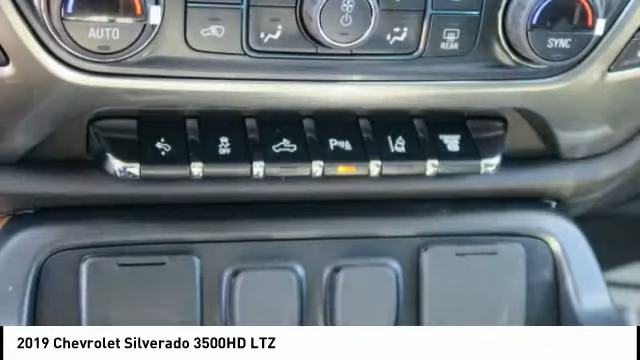 AUTO
REAR
SYNC
OFF
P
2019 Chevrolet Silverado 3500HD LTZ